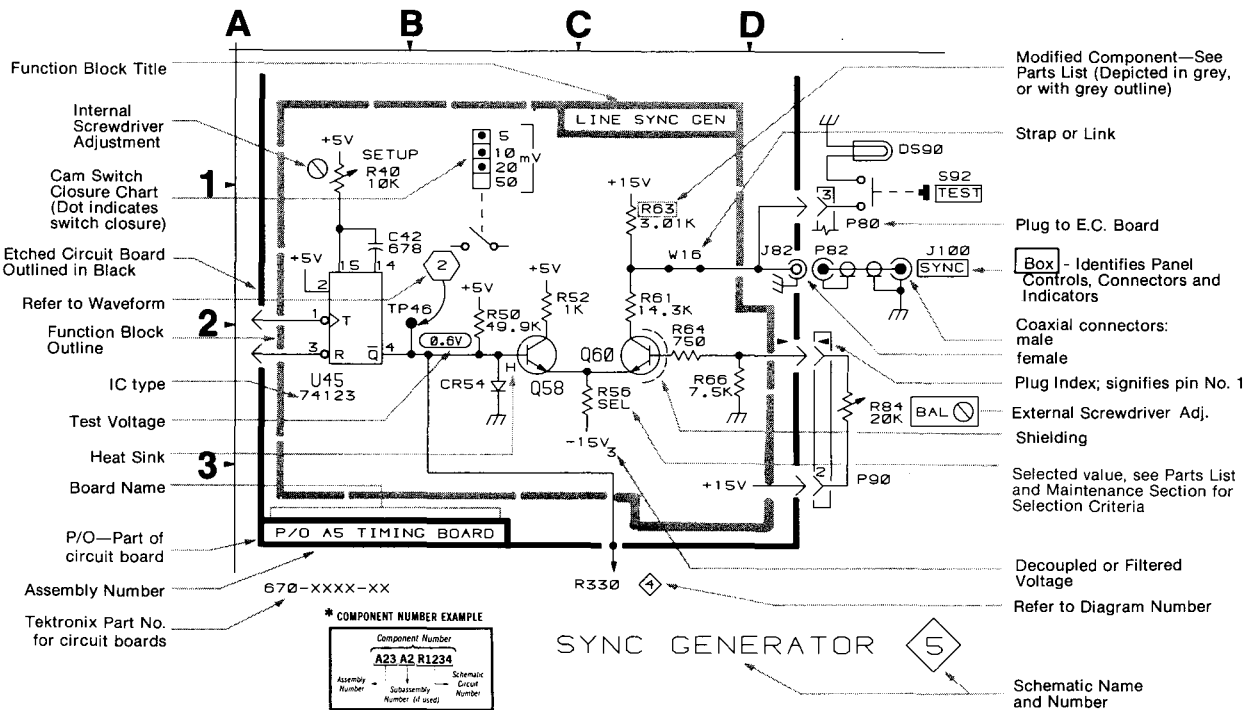 A B C D
Function Block Title
Internal
Screwdriver
Adjustment
Cam Switch
Closure Chart
(Dot indicates
switch closure)
1
Etched Circuit Board
Outlined in Black
Refer to Waveform
2
Function Block
Outline
IC type
Test Voltage
Heat Sink
3
Board Name
P/O—Part of
circuit board
Assembly Number
Tektronix Part No.
for circuit boards
LINE SYNC GEN
+5V
SETUP
R40
10K
5
10
20
50
mV
C42
678
+5V
15 14
2
1
T
3
R
Q̅ 4
U45
74123
2
TP46
0.6V
+5V
R50
49.9K
CR54
+5V
R52
1K
H
Q58
+15V
R63
3.01K
W16
R61
14.3K
Q60
R64
750
R66
7.5K
R56
SEL
-15V3
+15V
P/O A5 TIMING BOARD
670-XXXX-XX
R330 4
DS90
S92
TEST
3
P80
J82 P82
J100
SYNC
R84
20K
BAL
2
P90
Modified Component—See
Parts List (Depicted in grey,
or with grey outline)
Strap or Link
Plug to E.C. Board
Box - Identifies Panel
Controls, Connectors and
Indicators
Coaxial connectors:
male
female
Plug Index; signifies pin No. 1
External Screwdriver Adj.
Shielding
Selected value, see Parts List
and Maintenance Section for
Selection Criteria
Decoupled or Filtered
Voltage
Refer to Diagram Number
Schematic Name
and Number
* COMPONENT NUMBER EXAMPLE
Component Number
A23 A2 R1234
Assembly
Number
Subassembly
Number (if used)
Schematic
Circuit
Number
SYNC GENERATOR 5